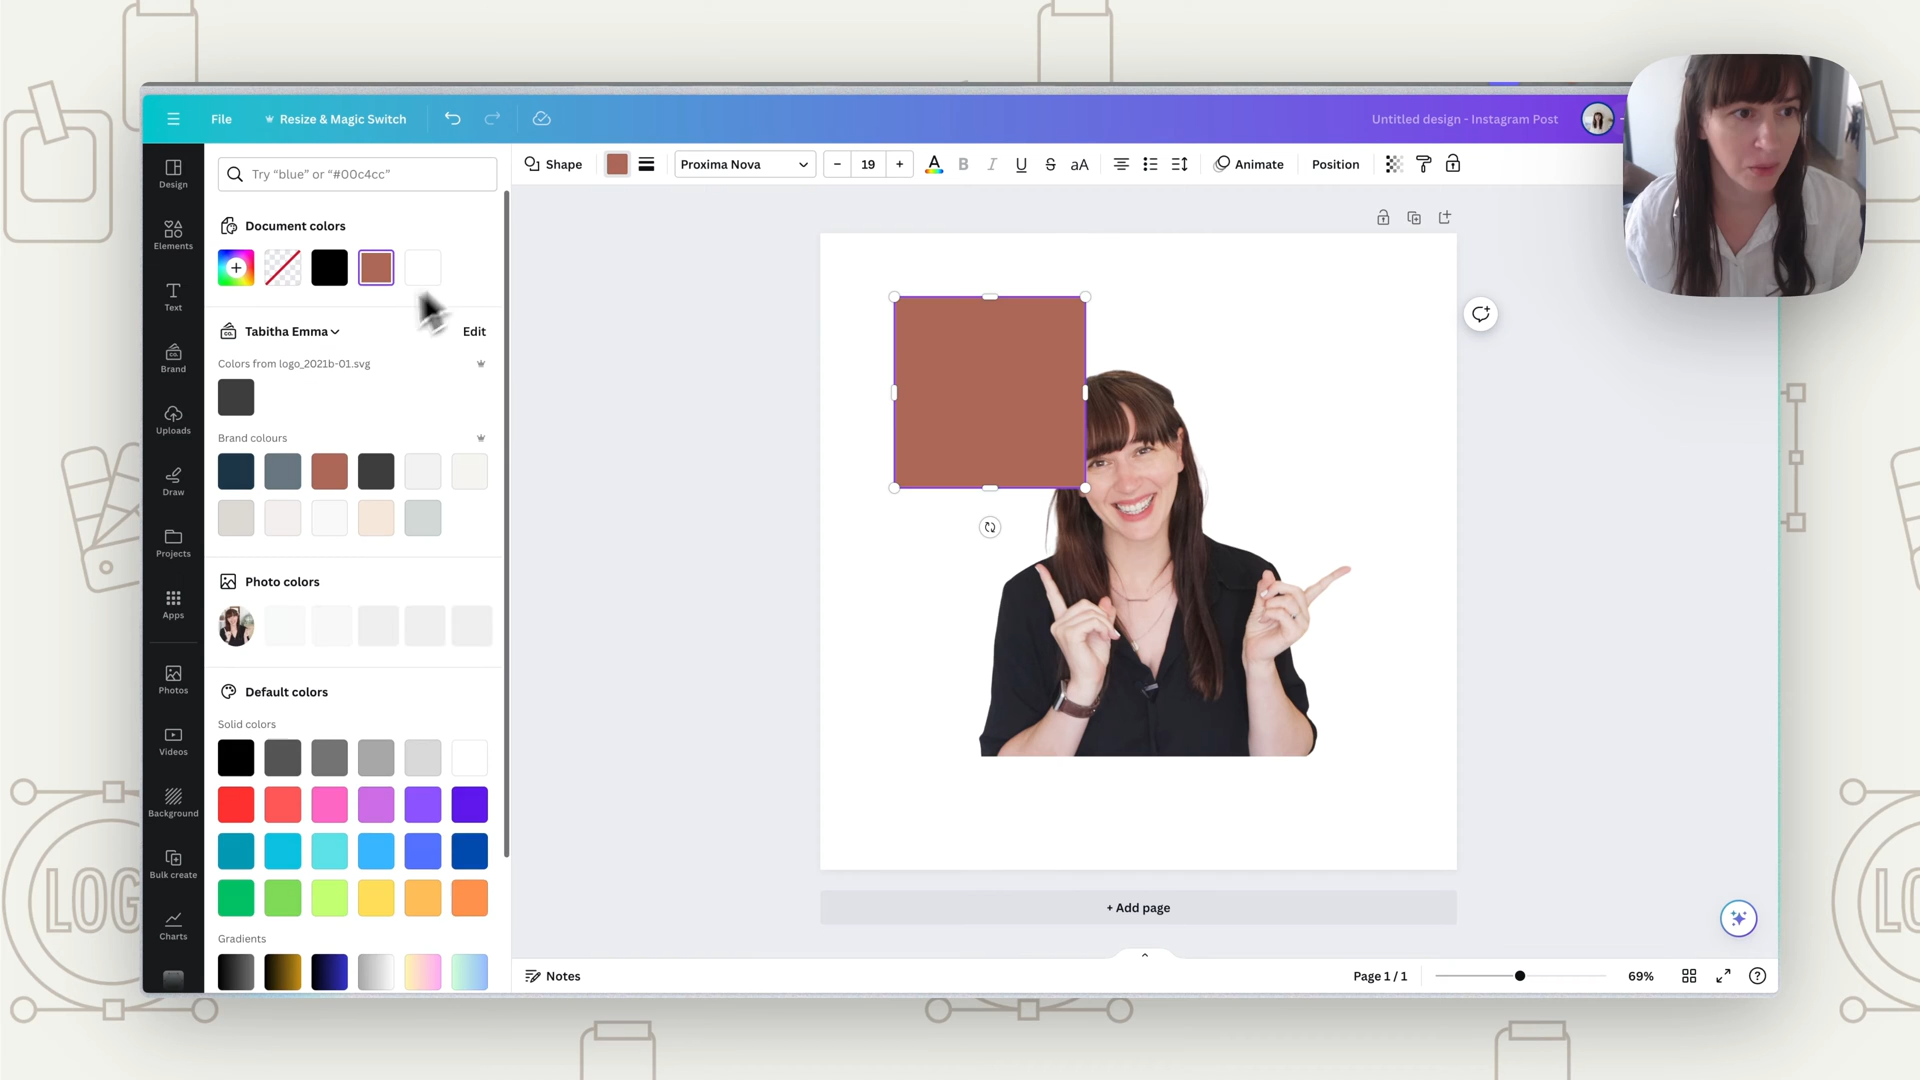 File
Resize & Magic Switch
Untitled design - Instagram Post
Design
Elements
Text
Brand
Uploads
Draw
Projects
Apps
Photos
Videos
Background
Bulk create
Charts
Try “blue” or “#00c4cc”
Document colors
CO.
Tabitha Emma
Edit
Colors from logo_2021b-01.svg
Brand colours
Photo colors
Default colors
Solid colors
Gradients
Shape
Proxima Nova
– 19 +
A B I U S aA
Animate
Position
+ Add page
Notes
Page 1 / 1
69%
LOG